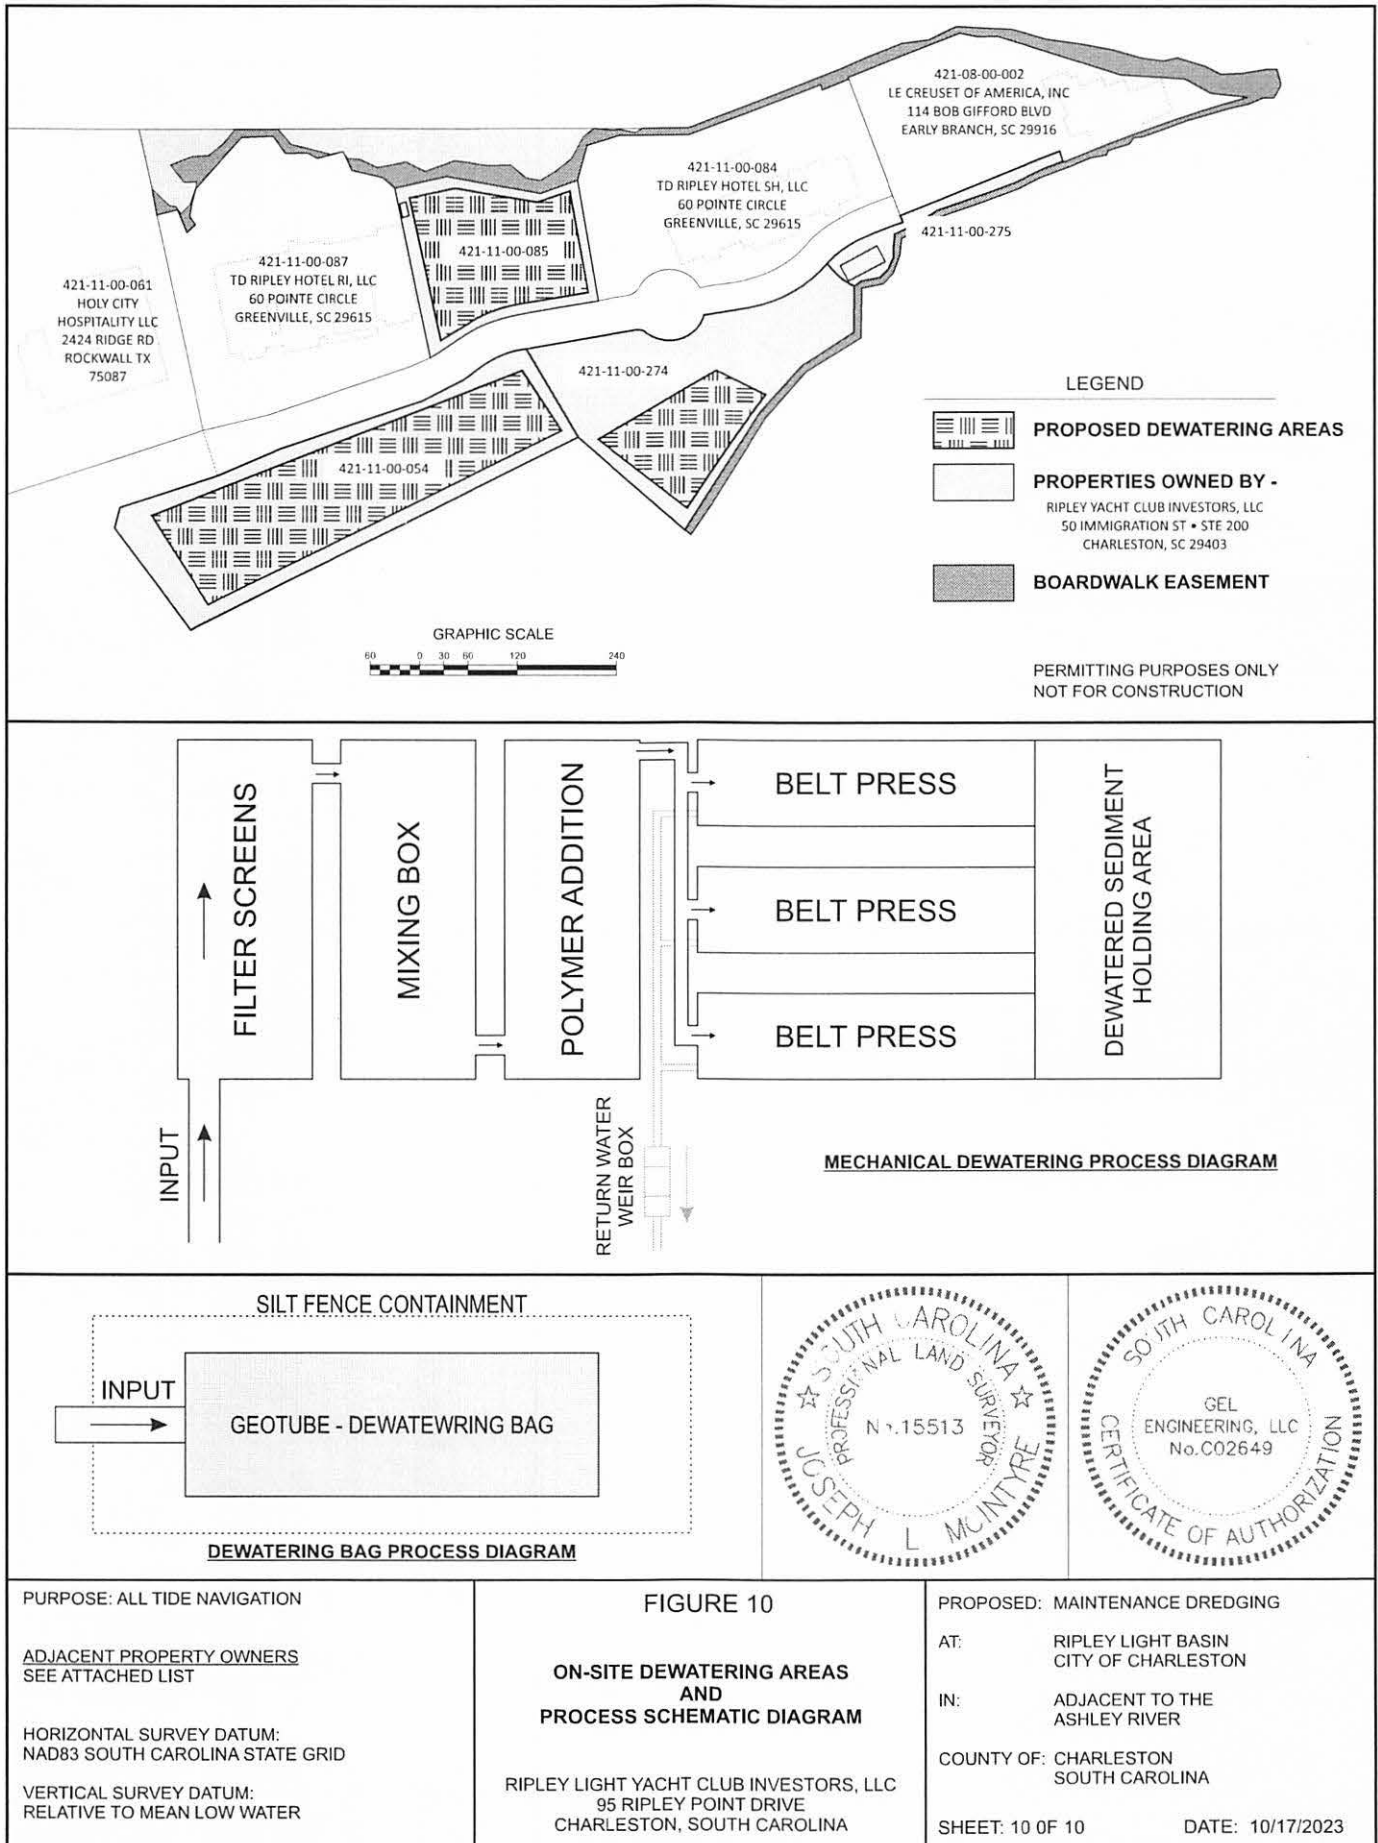 421-08-00-002
LE CREUSET OF AMERICA, INC
114 BOB GIFFORD BLVD
EARLY BRANCH, SC 29916
421-11-00-084
TD RIPLEY HOTEL SH, LLC
60 POINTE CIRCLE
GREENVILLE, SC 29615
421-11-00-275
421-11-00-085
421-11-00-087
TD RIPLEY HOTEL RI, LLC
60 POINTE CIRCLE
GREENVILLE, SC 29615
421-11-00-061
HOLY CITY
HOSPITALITY LLC
2424 RIDGE RD
ROCKWALL TX
75087
421-11-00-274
421-11-00-054
LEGEND
PROPOSED DEWATERING AREAS
PROPERTIES OWNED BY -
RIPLEY YACHT CLUB INVESTORS, LLC
50 IMMIGRATION ST • STE 200
CHARLESTON, SC 29403
BOARDWALK EASEMENT
GRAPHIC SCALE
60 0 30 60 120 240
PERMITTING PURPOSES ONLY
NOT FOR CONSTRUCTION
INPUT
FILTER SCREENS
MIXING BOX
POLYMER ADDITION
BELT PRESS
BELT PRESS
BELT PRESS
DEWATERED SEDIMENT
HOLDING AREA
RETURN WATER
WEIR BOX
MECHANICAL DEWATERING PROCESS DIAGRAM
SILT FENCE CONTAINMENT
INPUT
GEOTUBE - DEWATEWRING BAG
DEWATERING BAG PROCESS DIAGRAM
SOUTH CAROLINA
PROFESSIONAL LAND SURVEYOR
No.15513
JOSEPH L MCINTYRE
SOUTH CAROLINA
GEL
ENGINEERING, LLC
No.C02649
CERTIFICATE OF AUTHORIZATION
PURPOSE: ALL TIDE NAVIGATION
ADJACENT PROPERTY OWNERS
SEE ATTACHED LIST
HORIZONTAL SURVEY DATUM:
NAD83 SOUTH CAROLINA STATE GRID
VERTICAL SURVEY DATUM:
RELATIVE TO MEAN LOW WATER
FIGURE 10
ON-SITE DEWATERING AREAS
AND
PROCESS SCHEMATIC DIAGRAM
RIPLEY LIGHT YACHT CLUB INVESTORS, LLC
95 RIPLEY POINT DRIVE
CHARLESTON, SOUTH CAROLINA
PROPOSED: MAINTENANCE DREDGING
AT: RIPLEY LIGHT BASIN
CITY OF CHARLESTON
IN: ADJACENT TO THE
ASHLEY RIVER
COUNTY OF: CHARLESTON
SOUTH CAROLINA
SHEET: 10 0F 10 DATE: 10/17/2023